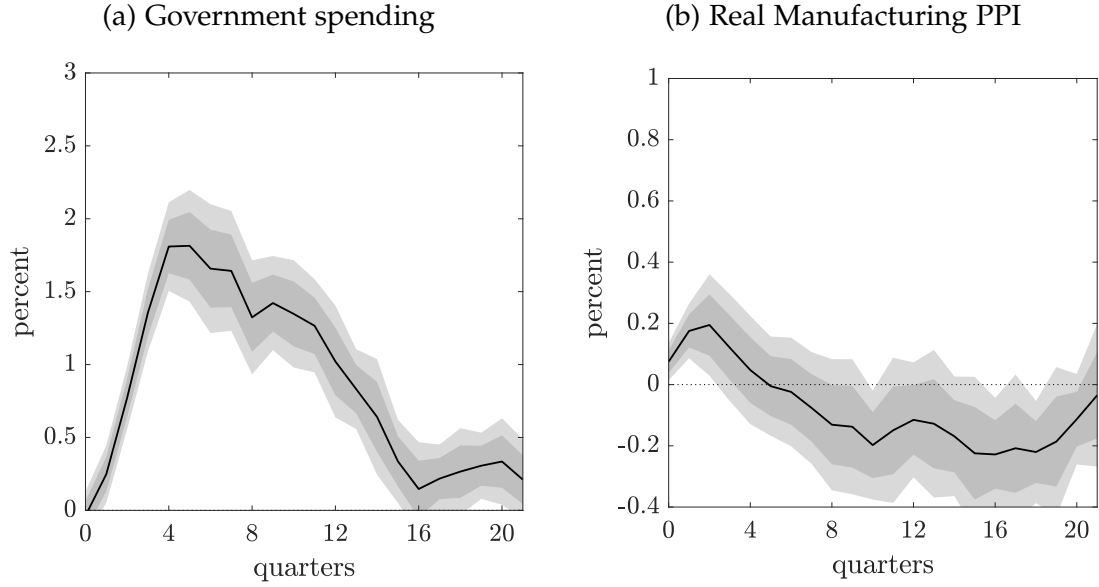 (a) Government spending
3
2.5
2
1.5
1
0.5
0
percent
0 4 8 12 16 20
quarters
(b) Real Manufacturing PPI
1
0.8
0.6
0.4
0.2
0
-0.2
-0.4
percent
0 4 8 12 16 20
quarters